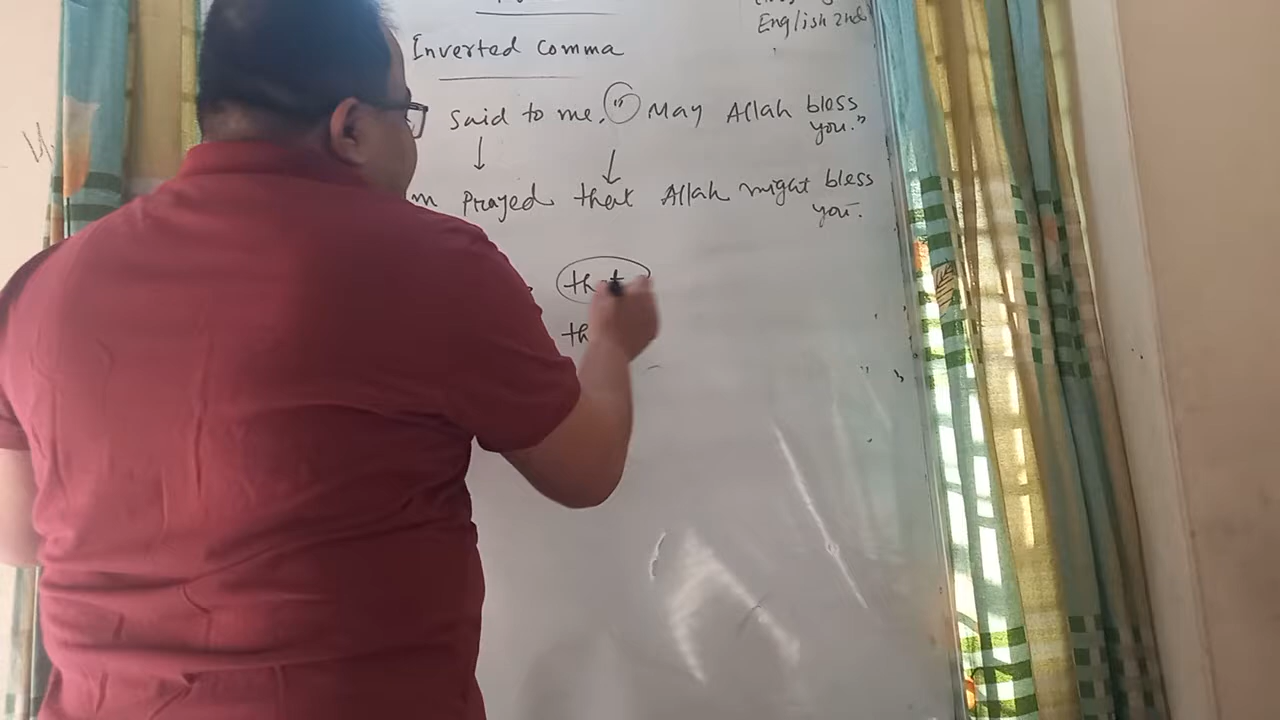 English 2nd
Inverted Comma
said to me, " May Allah bless
you."
m Prayed that Allah might bless
you.
that
th